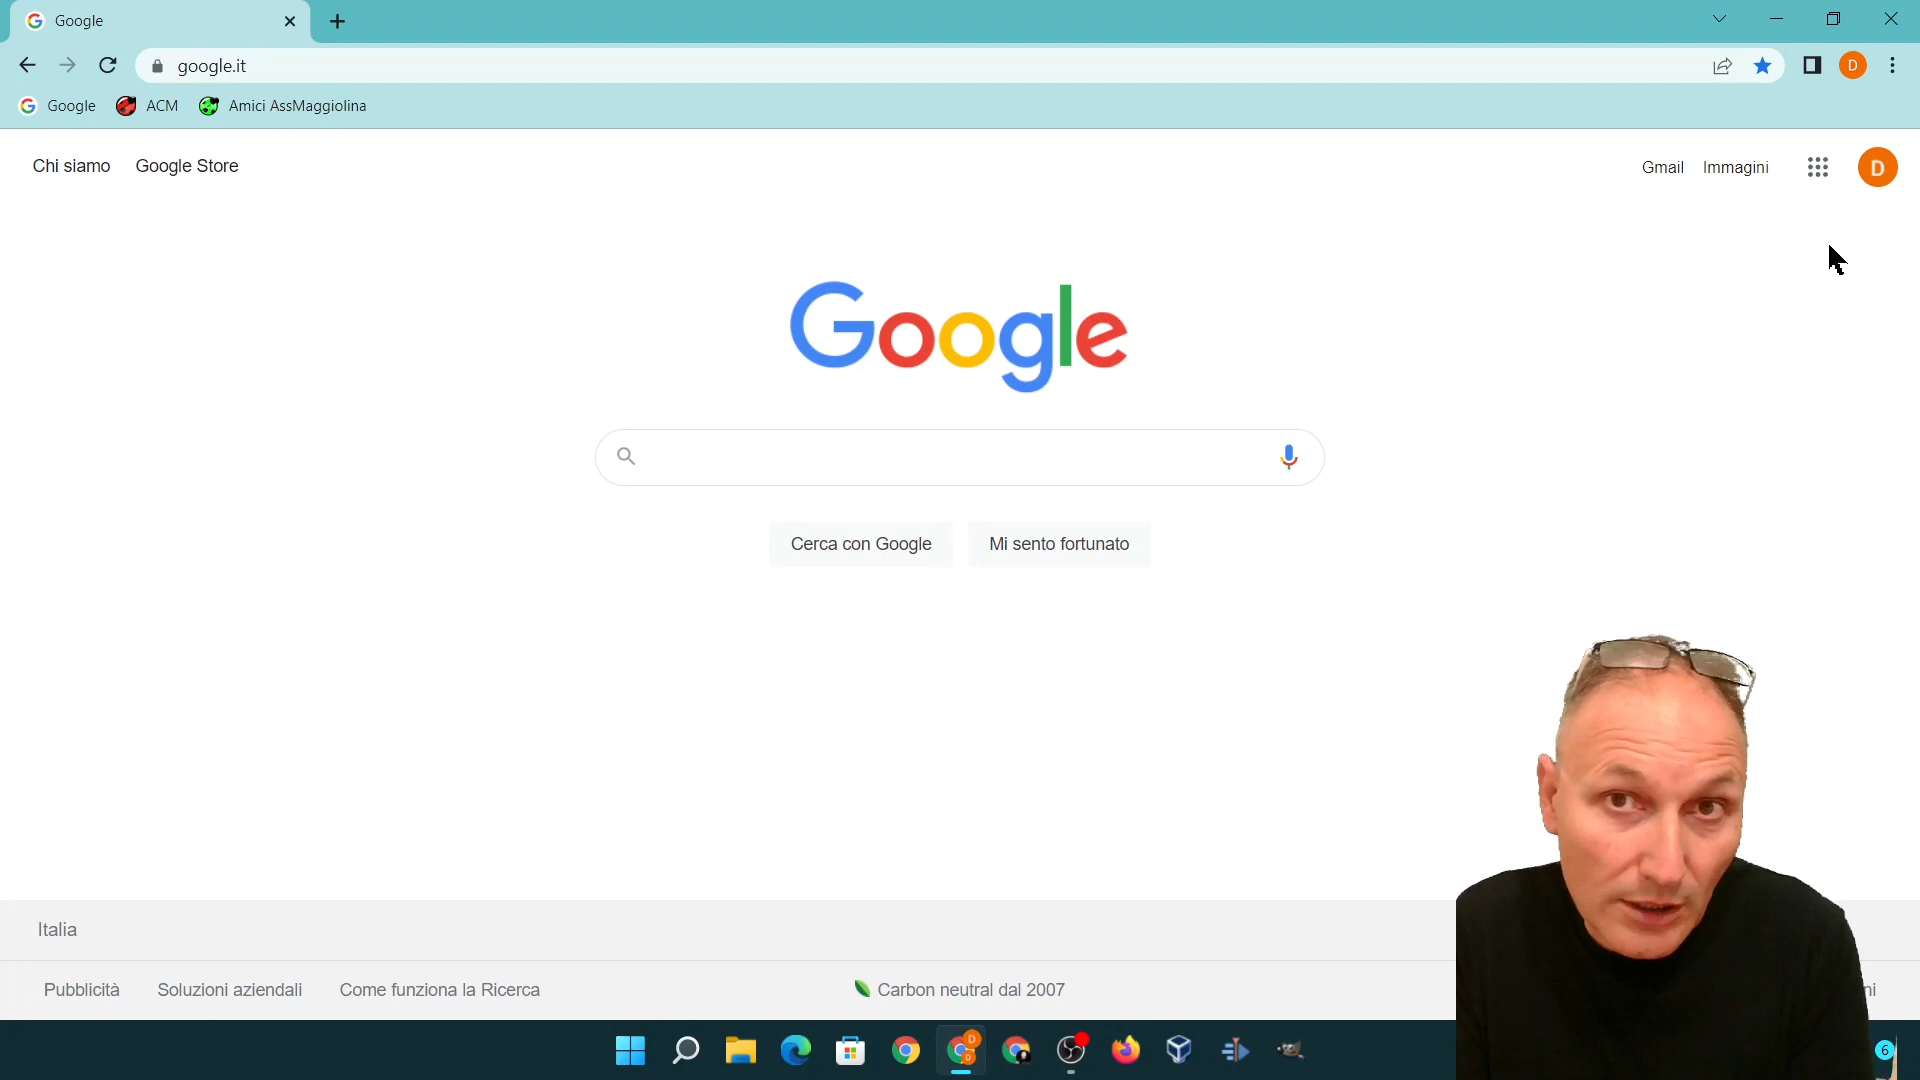 Google
google.it
D
Google ACM Amici AssMaggiolina
Chi siamo Google Store
Gmail Immagini
D
Google
Cerca con Google Mi sento fortunato
Italia
Pubblicità Soluzioni aziendali Come funziona la Ricerca
Carbon neutral dal 2007
D
D
6